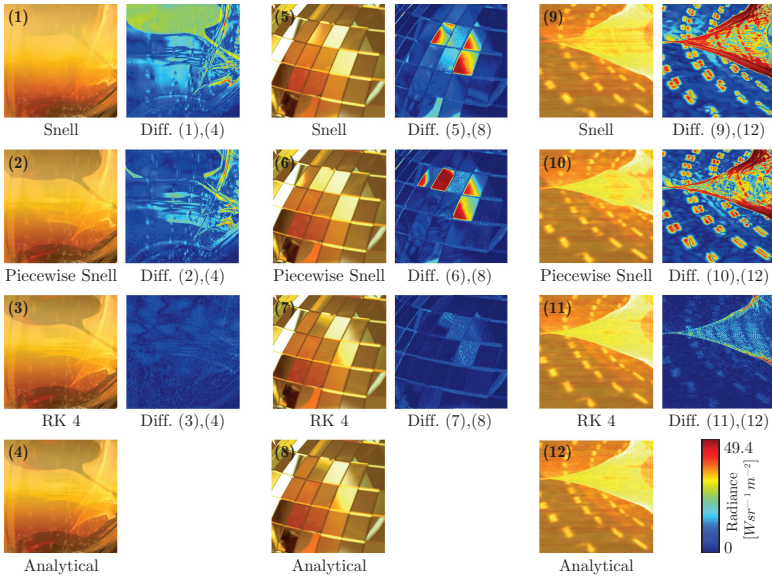 (1) (5) (9)
Snell Diff. (1),(4) Snell Diff. (5),(8) Snell Diff. (9),(12)
(2) (6) (10)
Piecewise Snell Diff. (2),(4) Piecewise Snell Diff. (6),(8) Piecewise Snell Diff. (10),(12)
(3) (7) (11)
RK 4 Diff. (3),(4) RK 4 Diff. (7),(8) RK 4 Diff. (11),(12)
(4) (8) (12)
Analytical Analytical Analytical
49.4
Radiance
[Wsr⁻¹m⁻²]
0